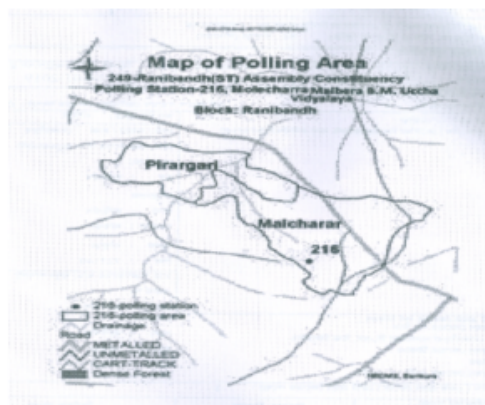 Map of Polling Area
249-Ranibandh(ST) Assembly Constituency
Polling Station-216, Molecharra Malbera S.M. Uccha
Vidyalaya
Block: Ranibandh
Pirargari
Malcharar
216
216-polling station
216-polling area
Drainage
Road
METALLED
UNMETALLED
CART-TRACK
Dense Forest
Bankura